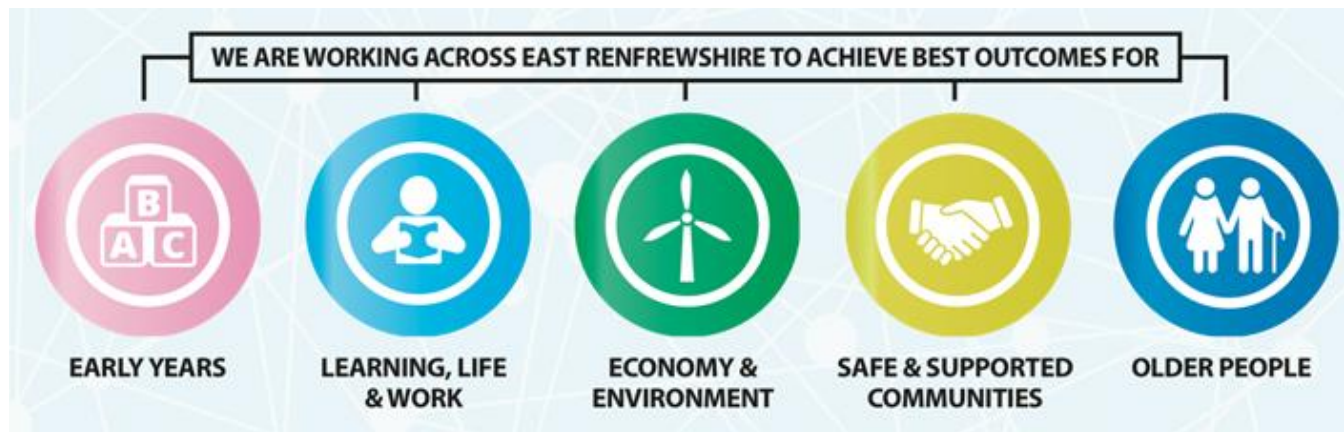 WE ARE WORKING ACROSS EAST RENFREWSHIRE TO ACHIEVE BEST OUTCOMES FOR
B
A C
EARLY YEARS
LEARNING, LIFE
& WORK
ECONOMY &
ENVIRONMENT
SAFE & SUPPORTED
COMMUNITIES
OLDER PEOPLE